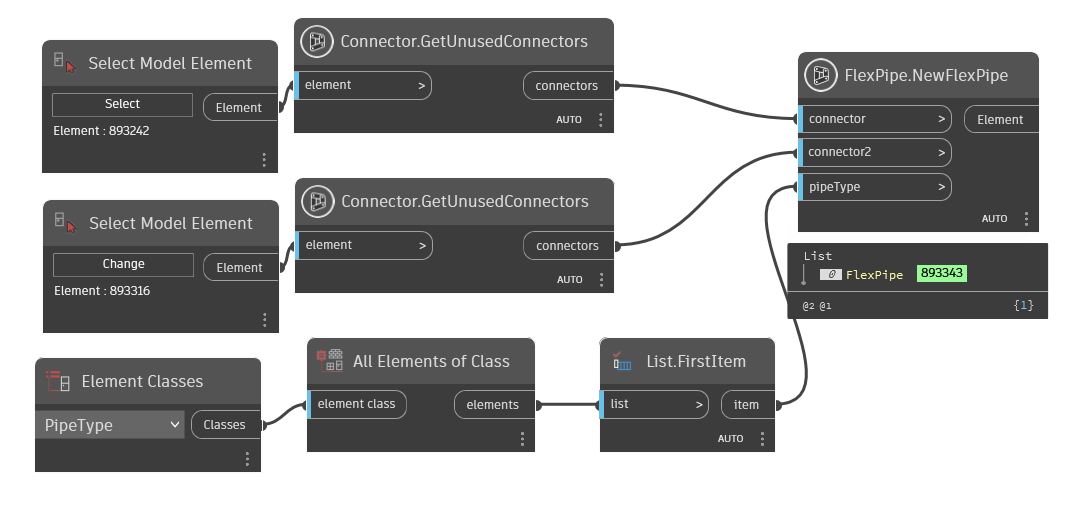 Select Model Element
Select
Element
Element : 893242
Connector.GetUnusedConnectors
element >
connectors
AUTO
Select Model Element
Change
Element
Element : 893316
Connector.GetUnusedConnectors
element >
connectors
AUTO
Element Classes
PipeType
Classes
All Elements of Class
element class
elements
List.FirstItem
list >
item
AUTO
FlexPipe.NewFlexPipe
connector >
Element
connector2 >
pipeType >
AUTO
List
0 FlexPipe 893343
@2 @1 {1}